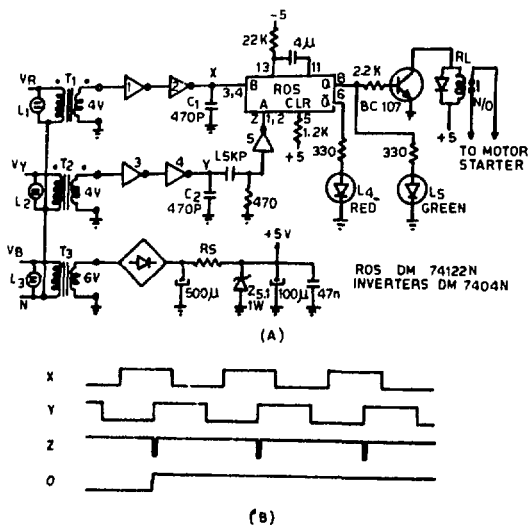 -5
22K
4μ
13
11
2.2K
RL
VR
T1
X
ROS
B
Q
8
L1
4V
1
2
3,4
A
CLR
Q̄
6
BC 107
N/O
C1
470P
Z
1,2
5
5
1.2K
+5
+5
TO MOTOR
STARTER
VY
T2
3
4
Y
1.5KP
330
330
L2
4V
C2
470P
470
L4
RED
L5
GREEN
VB
T3
RS
+5V
L3
6V
N
500μ
Z5.1
1W
100μ
47n
ROS DM 74122N
INVERTERS DM 7404N
(A)
X
Y
Z
O
(B)